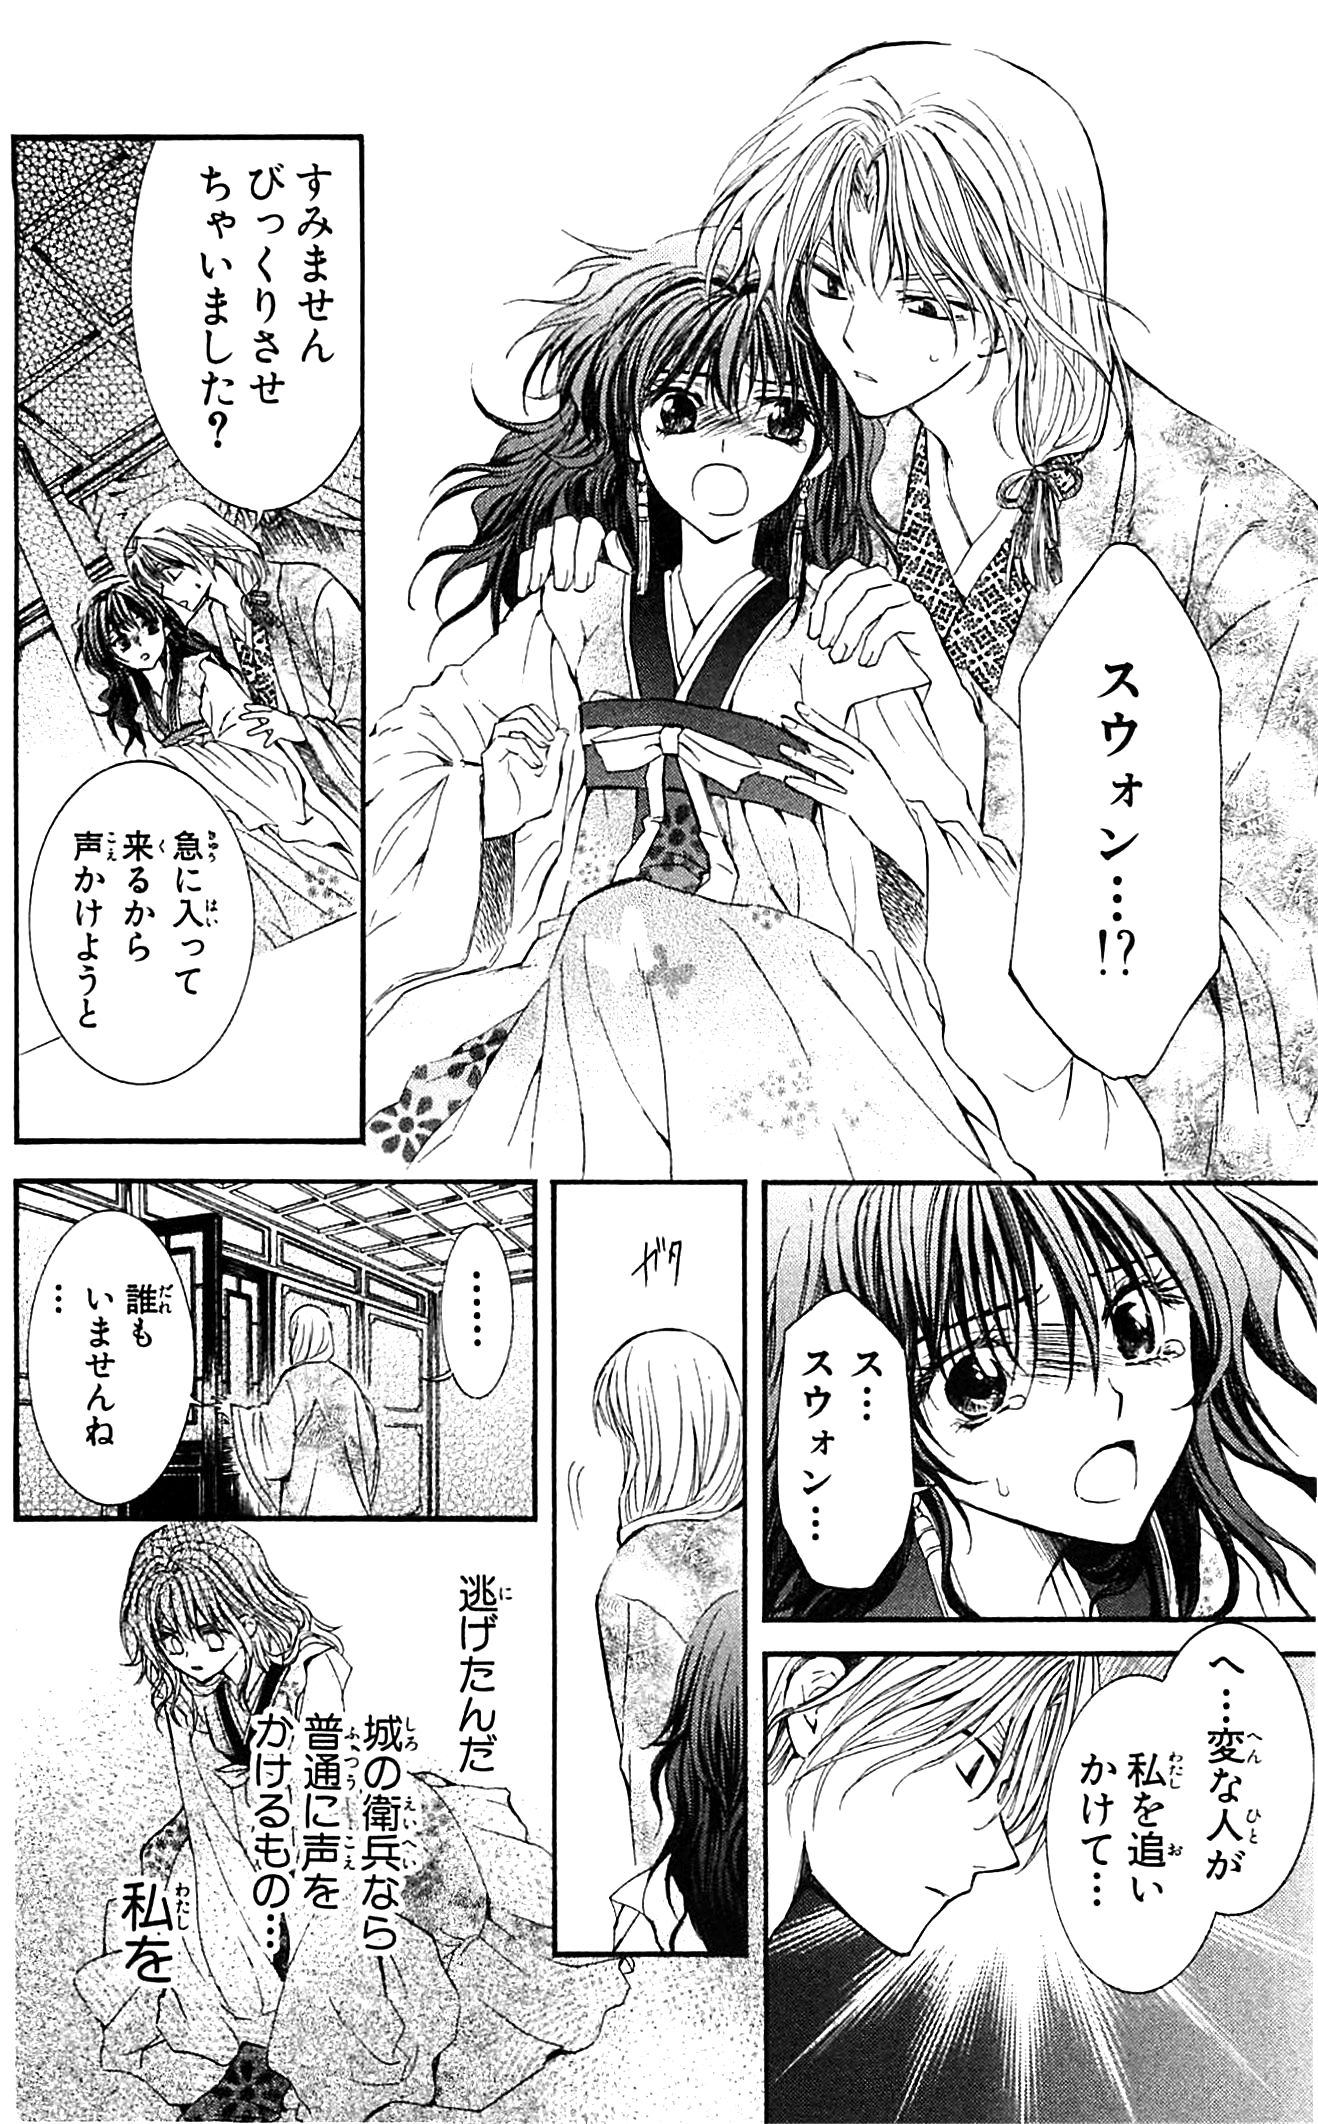 スウォン…!?
すみません
びっくりさせ
ちゃいました?
急に入って
来るから
声かけようと
ス…
スウォン…
へ…変な人が
私を追い
かけて…
ガタ
……
誰も
いませんね
…
逃げたんだ
城の衛兵なら
普通に声を
かけるもの…
私を